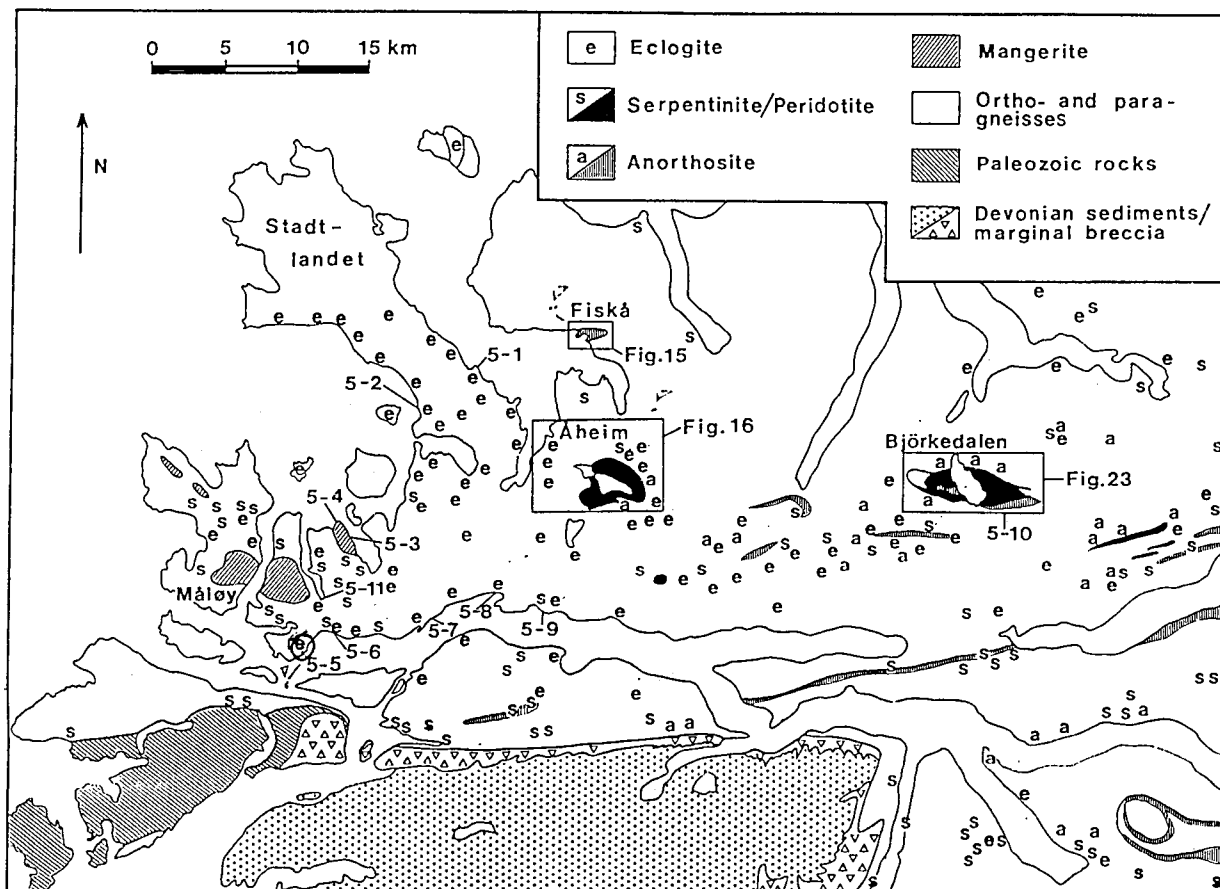 0 5 10 15 km
N
e Eclogite
s Serpentinite/Peridotite
a Anorthosite
Mangerite
Ortho- and para-
gneisses
Paleozoic rocks
Devonian sediments/
marginal breccia
Stadt-
landet
Fiskå
Fig.15
5-1
5-2
Åheim
Fig.16
Björkedalen
Fig.23
5-10
5-4
5-3
5-11
Måløy
5-8
5-7
5-9
5-6
5-5